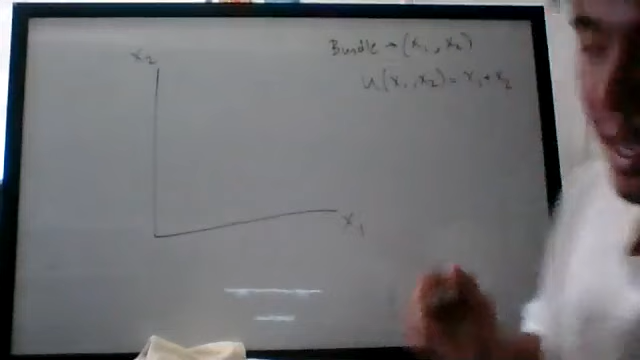 Bundle → (x₁, x₂)
u(x₁, x₂) = x₁ + x₂
x₂
x₁